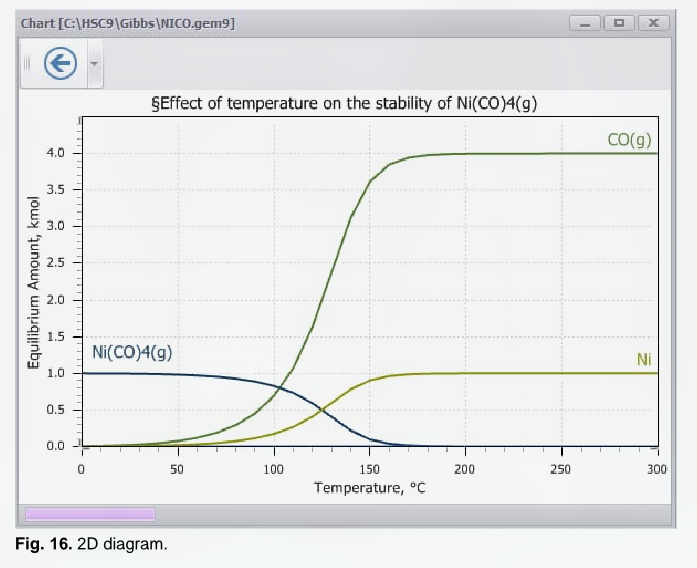 Chart [C:\HSC9\Gibbs\NICO.gem9]
§Effect of temperature on the stability of Ni(CO)4(g)
CO(g)
4.0
3.5
3.0
2.5
2.0
1.5
1.0
0.5
0.0
Equilibrium Amount, kmol
Ni(CO)4(g)
Ni
0 50 100 150 200 250 300
Temperature, °C
Fig. 16. 2D diagram.